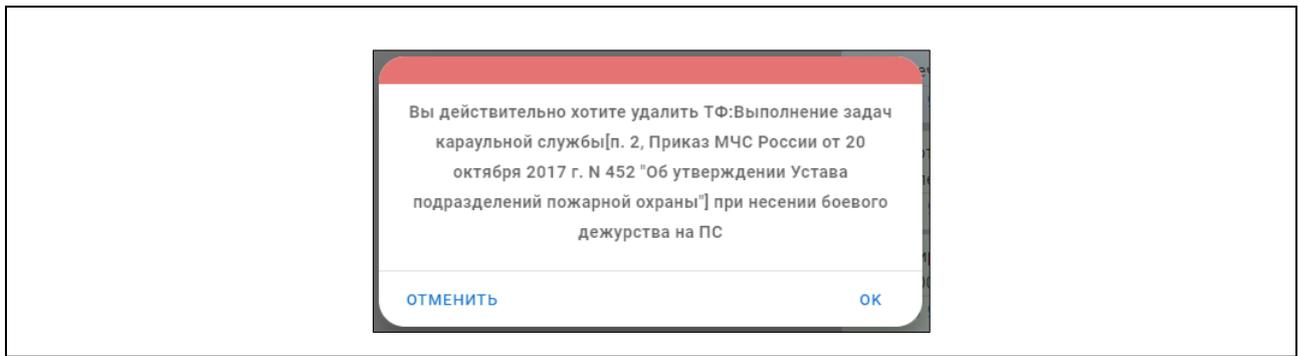 Вы действительно хотите удалить ТФ:Выполнение задач
караульной службы[п. 2, Приказ МЧС России от 20
октября 2017 г. N 452 "Об утверждении Устава
подразделений пожарной охраны"] при несении боевого
дежурства на ПС
ОТМЕНИТЬ
ОК